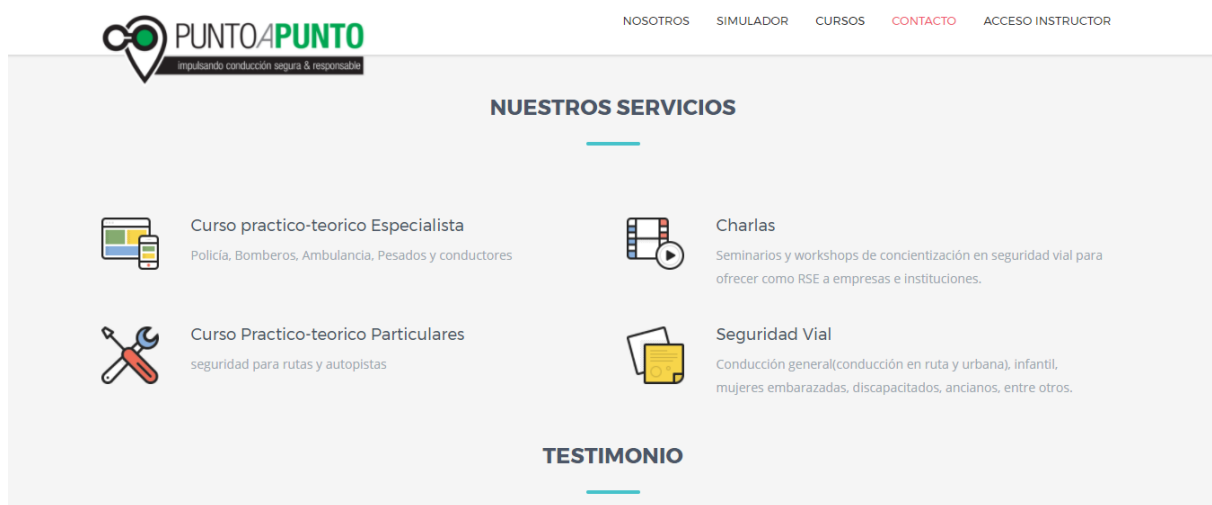 PUNTOAPUNTO
impulsando conducción segura & responsable
NOSOTROS SIMULADOR CURSOS CONTACTO ACCESO INSTRUCTOR
NUESTROS SERVICIOS
Curso practico-teorico Especialista
Policía, Bomberos, Ambulancia, Pesados y conductores
Charlas
Seminarios y workshops de concientización en seguridad vial para
ofrecer como RSE a empresas e instituciones.
Curso Practico-teorico Particulares
seguridad para rutas y autopistas
Seguridad Vial
Conducción general(conducción en ruta y urbana), infantil,
mujeres embarazadas, discapacitados, ancianos, entre otros.
TESTIMONIO